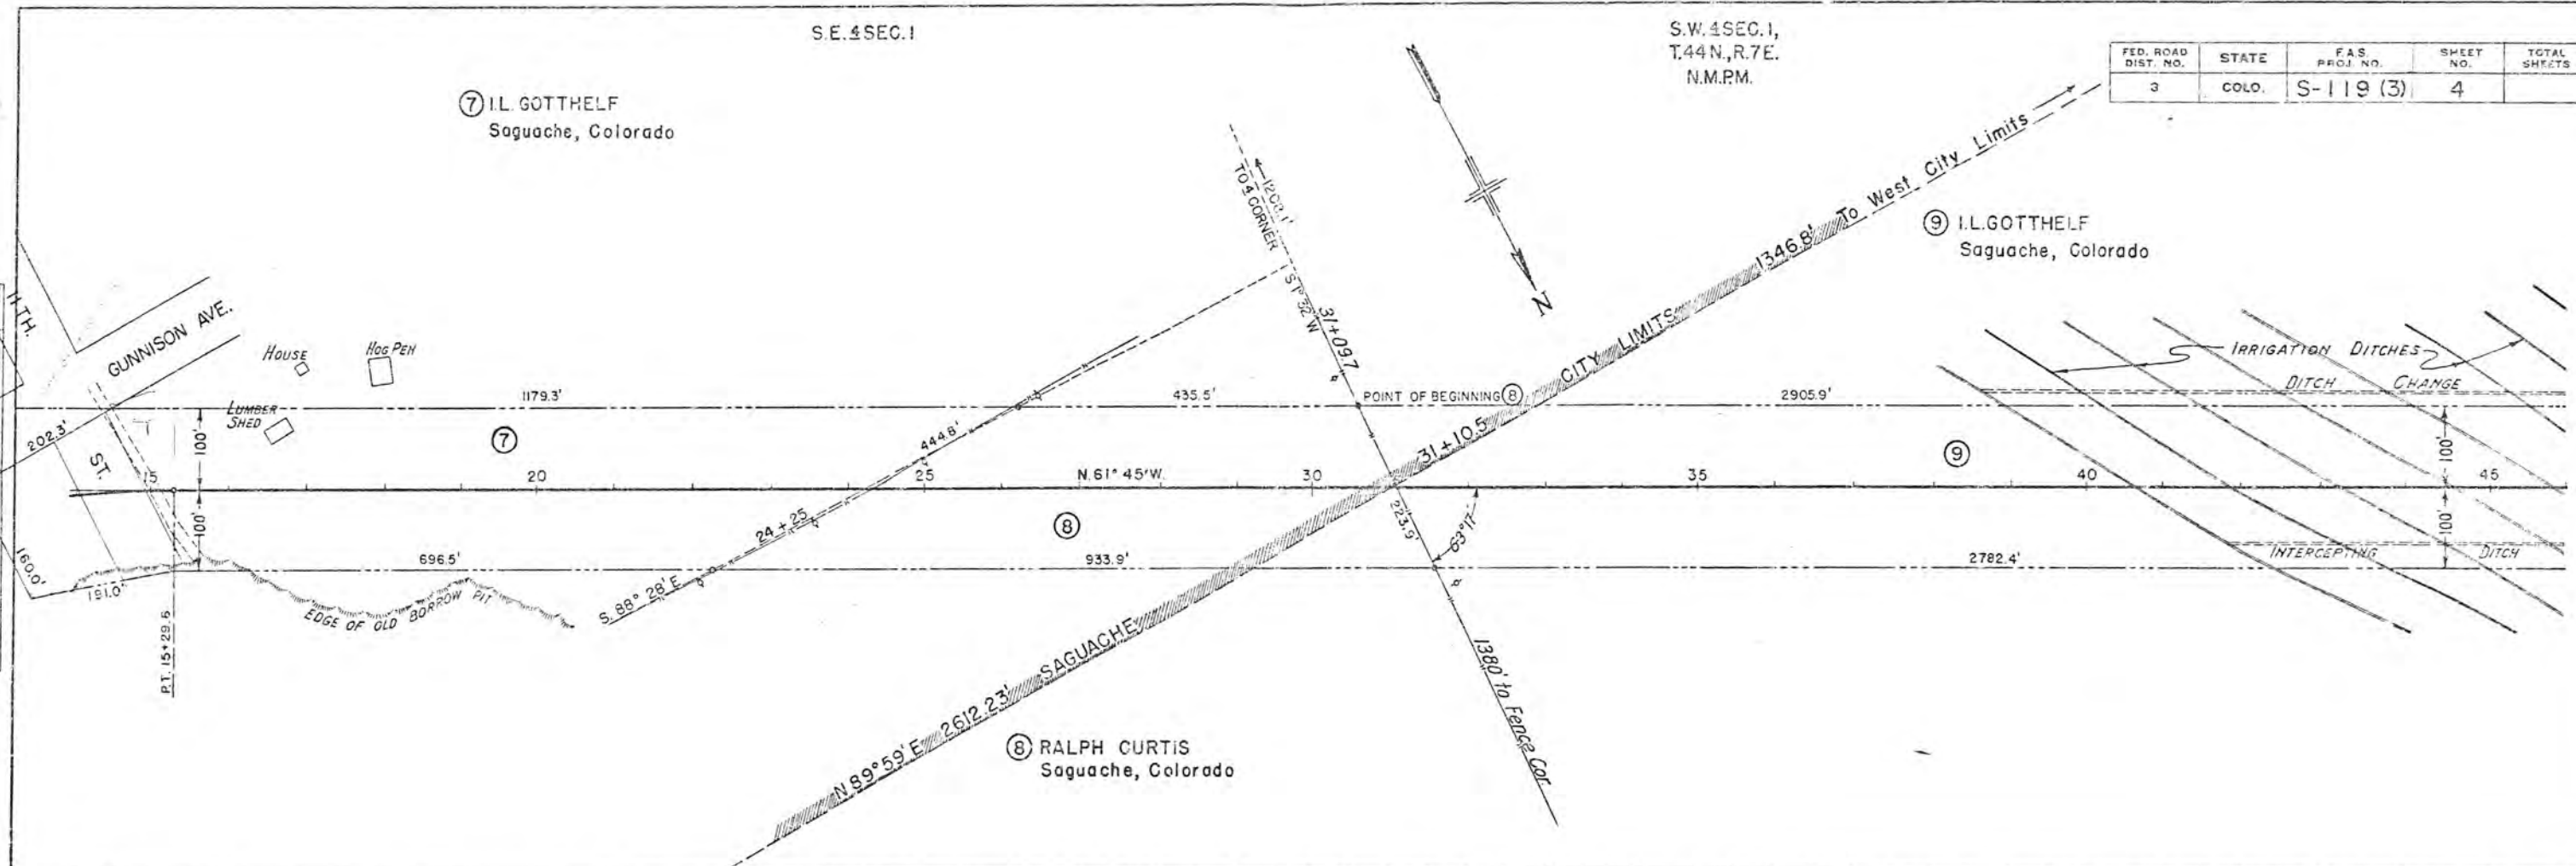 S.E.¼SEC.1
S.W.¼SEC.1,
T.44N.,R.7E.
N.M.P.M.
FED. ROAD DIST. NO.
STATE
F.A.S. PROJ. NO.
SHEET NO.
TOTAL SHEETS
3
COLO.
S-119 (3)
4
⑦ I.L. GOTTHELF
Saguache, Colorado
1208.1'
TO ¼ CORNER
S 1° 32' W
31+09.7
N
1346.8' To West City Limits
⑨ I.L.GOTTHELF
Saguache, Colorado
11TH.
GUNNISON AVE.
HOUSE
HOG PEN
LUMBER SHED
IRRIGATION DITCHES
DITCH CHANGE
1179.3'
435.5'
POINT OF BEGINNING ⑧
CITY LIMITS
2905.9'
202.3'
ST.
100'
⑦
444.8'
31+10.5
⑨
100'
15
20
25
N. 61° 45' W.
30
35
40
45
100'
24 + 25
⑧
223.9'
63°17'
100'
160.0'
191.0'
696.5'
933.9'
2782.4'
INTERCEPTING DITCH
S. 88° 28' E
EDGE OF OLD BORROW PIT
P.T. 15+29.6
SAGUACHE
N 89°59' E 2612.23'
1380' to Fence Cor.
⑧ RALPH CURTIS
Saguache, Colorado